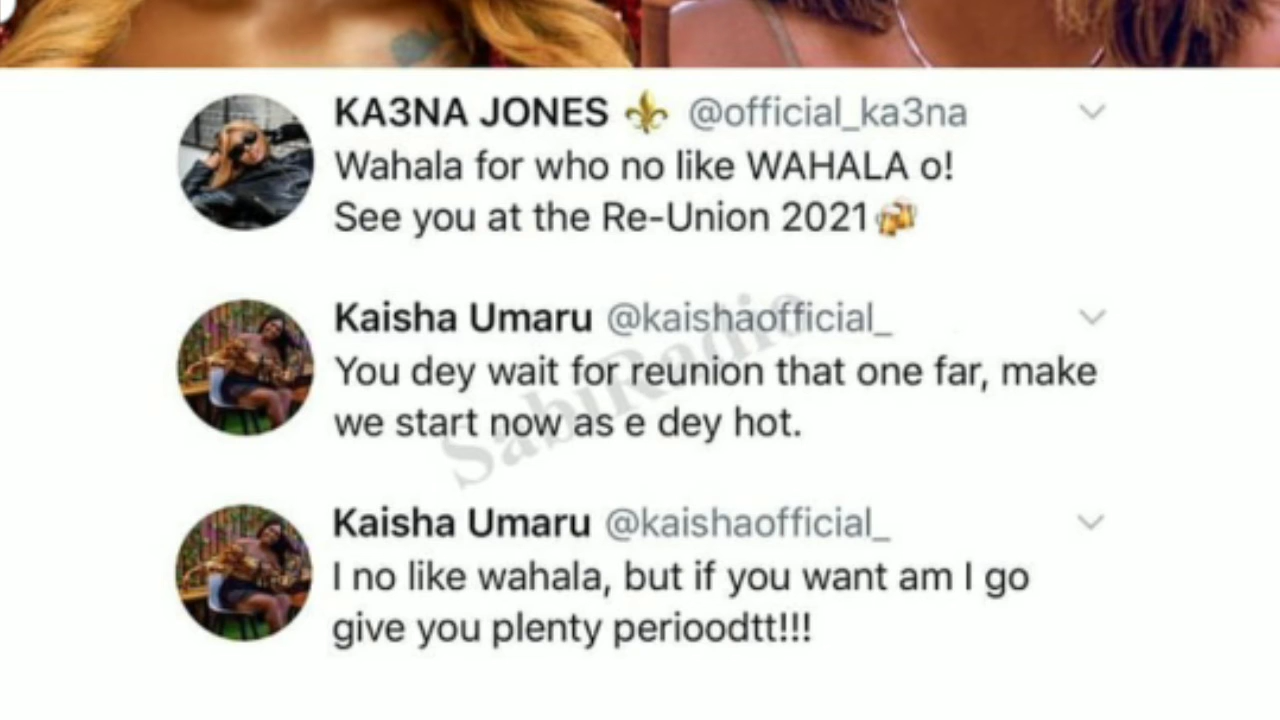 KA3NA JONES ⚜️ @official_ka3na
Wahala for who no like WAHALA o!
See you at the Re-Union 2021🍻
Kaisha Umaru @kaishaofficial_
You dey wait for reunion that one far, make
we start now as e dey hot.
SabiRadio
Kaisha Umaru @kaishaofficial_
I no like wahala, but if you want am I go
give you plenty perioodtt!!!